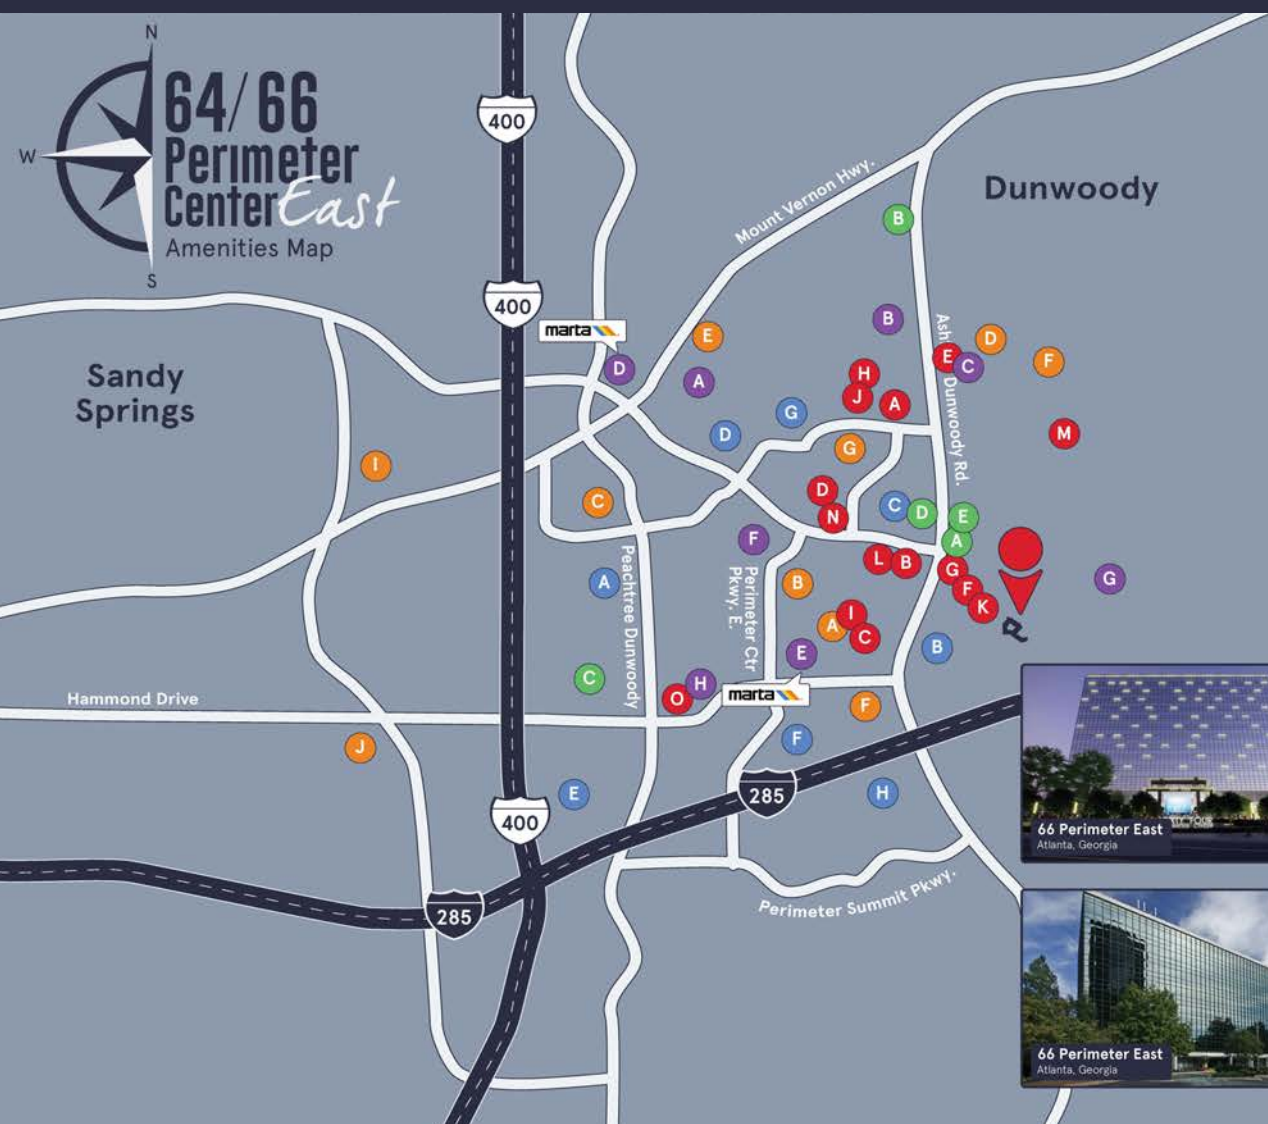 N
W
S
64/66
Perimeter
Center East
Amenities Map
400
Mount Vernon Hwy.
Dunwoody
B
400
marta
B
E
D
A
E
C
D
F
Ashford Dunwoody Rd.
Sandy
Springs
H
J
A
G
D
M
G
I
D
C
N
C
D
E
F
A
L
B
G
A
B
F
G
K
Peachtree Dunwoody
Perimeter Ctr
Pkwy. E.
I
A
C
E
B
C
H
O
marta
Hammond Drive
F
J
F
E
285
H
400
66 Perimeter East
Atlanta, Georgia
285
Perimeter Summit Pkwy.
66 Perimeter East
Atlanta, Georgia